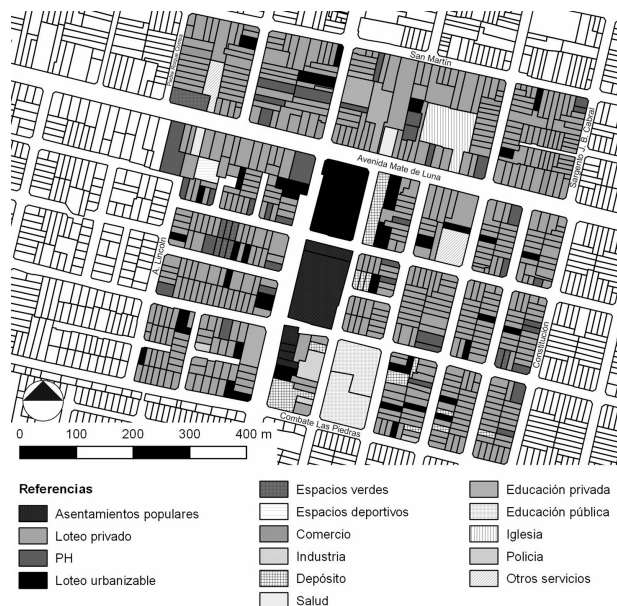 San Martín
Sargento J. B. Cabral
Avenida Mate de Luna
A. Lincoln
Constitución
Combate Las Piedras
0 100 200 300 400 m
Referencias
Asentamientos populares
Loteo privado
PH
Loteo urbanizable
Espacios verdes
Espacios deportivos
Comercio
Industria
Depósito
Salud
Educación privada
Educación pública
Iglesia
Policia
Otros servicios